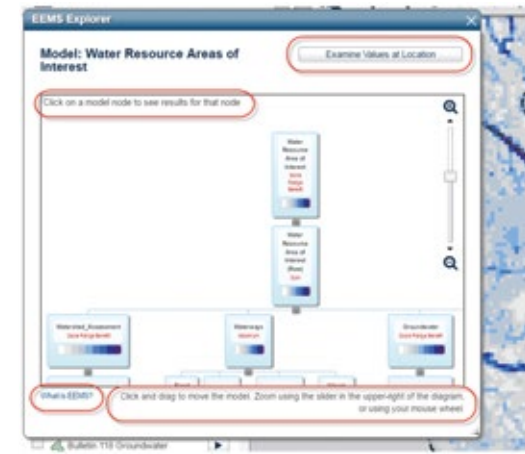 EEMS Explorer
Model: Water Resource Areas of
Interest
Examine Values at Location
Click on a model node to see results for that node
Water
Resource
Area of
Interest
Water
Resource
Area of
Interest
(Raw)
Sum
Watershed_Assessment
Waterways
Groundwater
What is EEMS?
Click and drag to move the model. Zoom using the slider in the upper-right of the diagram,
or using your mouse wheel.
Bulletin 118 Groundwater